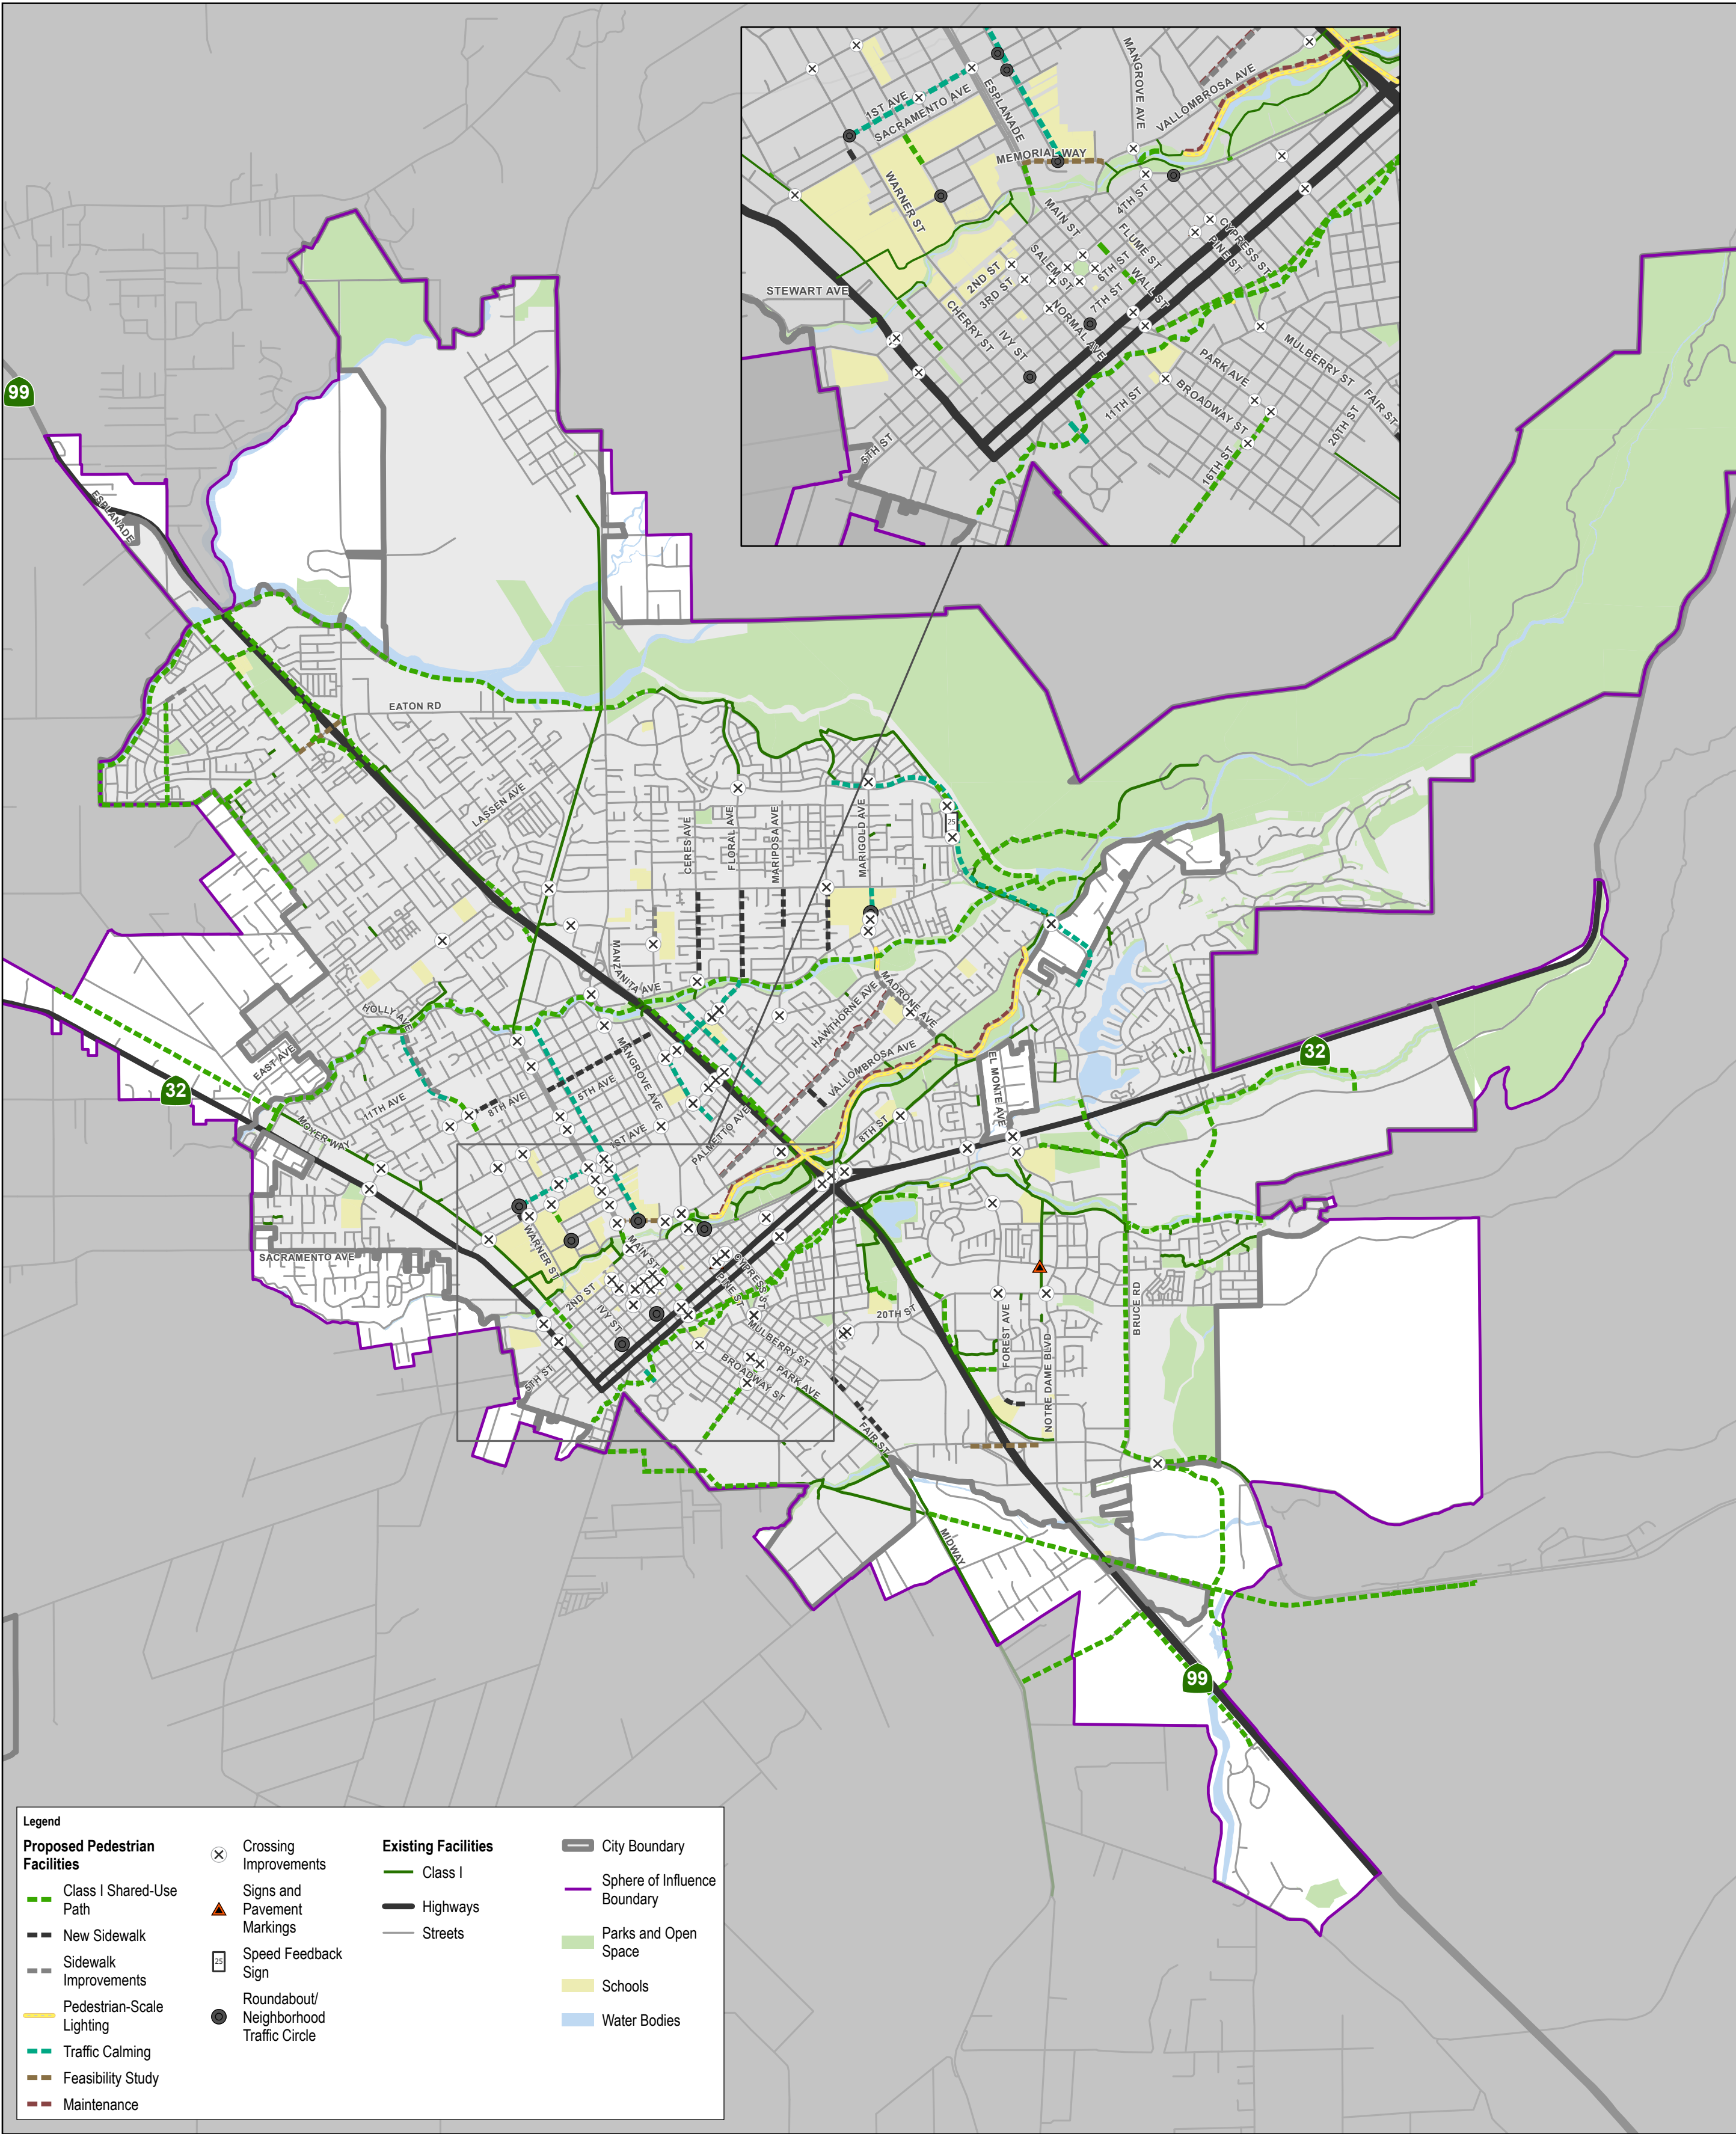 MANGROVE AVE
VALLOMBROSA AVE
1ST AVE
SACRAMENTO AVE
ESPLANADE
MEMORIAL WAY
WARNER ST
4TH ST
MAIN ST
FLUME ST
CYPRESS ST
PINE ST
SALEM ST
6TH ST
WALL ST
2ND ST
3RD ST
7TH ST
STEWART AVE
CHERRY ST
IVY ST
NORMAL AVE
MULBERRY ST
PARK AVE
FAIR ST
11TH ST
BROADWAY ST
20TH ST
5TH ST
16TH ST
99
ESPLANADE
EATON RD
LASSEN AVE
CERES AVE
FLORAL AVE
MARIPOSA AVE
MARIGOLD AVE
25
MANZANITA AVE
HOLLY AVE
HAWTHORNE AVE
MADRONE AVE
EAST AVE
MANGROVE AVE
VALLOMBROSA AVE
EL MONTE AVE
32
32
11TH AVE
8TH AVE
5TH AVE
MOYER WAY
1ST AVE
PALMETTO AVE
8TH ST
WARNER ST
MAIN ST
SACRAMENTO AVE
CYPRESS ST
PINE ST
2ND ST
IVY ST
MULBERRY ST
20TH ST
FOREST AVE
NOTRE DAME BLVD
BRUCE RD
5TH ST
BROADWAY ST
PARK AVE
FAIR ST
MIDWAY
99
Legend
Proposed Pedestrian
Facilities
Class I Shared-Use
Path
New Sidewalk
Sidewalk
Improvements
Pedestrian-Scale
Lighting
Traffic Calming
Feasibility Study
Maintenance
Crossing
Improvements
Signs and
Pavement
Markings
25
Speed Feedback
Sign
Roundabout/
Neighborhood
Traffic Circle
Existing Facilities
Class I
Highways
Streets
City Boundary
Sphere of Influence
Boundary
Parks and Open
Space
Schools
Water Bodies